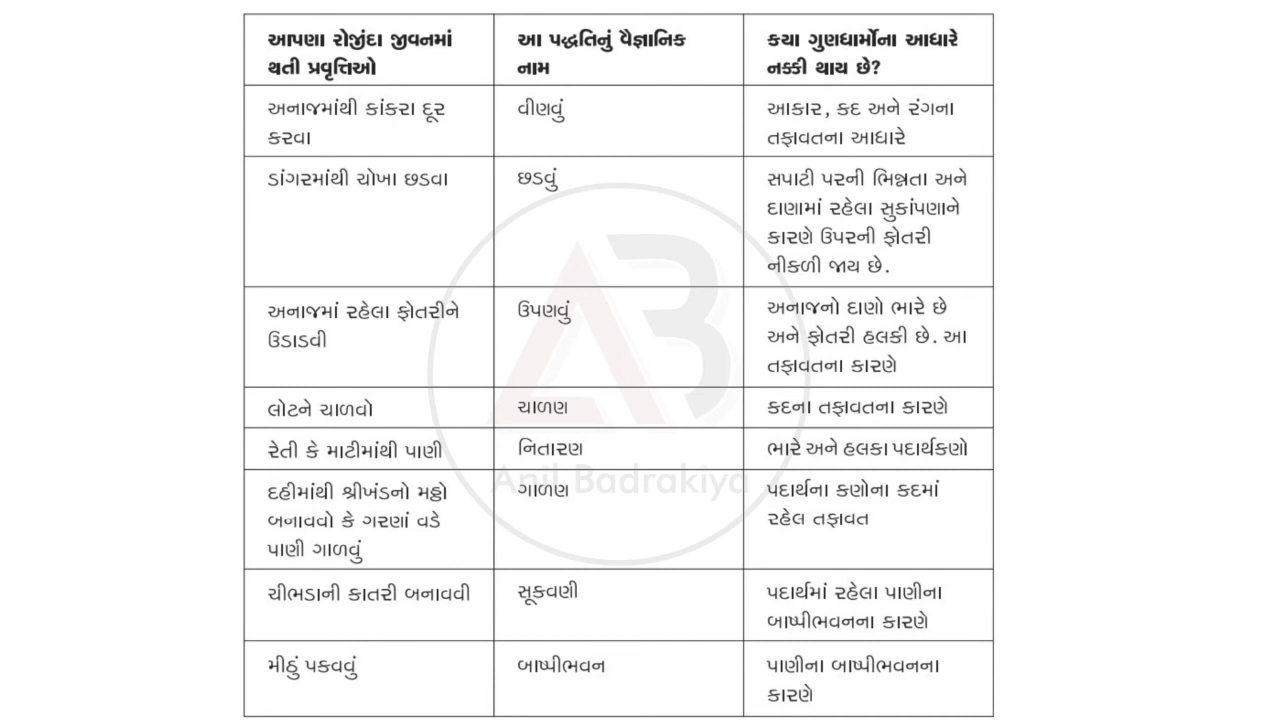 આપણા રોજીંદા જીવનમાં
થતી પ્રવૃત્તિઓ
આ પદ્ધતિનું વૈજ્ઞાનિક
નામ
કયા ગુણધાર્મોના આધારે
નક્કી થાય છે?
અનાજમાંથી કાંકરા દૂર
કરવા
વીણવું
આકાર, કદ અને રંગના
તફાવતના આધારે
ડાંગરમાંથી ચોખા છડવા
છડવું
સપાટી પરની ભિન્નતા અને
દાણામાં રહેલા સુકાંપણાને
કારણે ઉપરની ફોતરી
નીકળી જાય છે.
અનાજમાં રહેલા ફોતરીને
ઉડાડવી
ઉપણવું
અનાજનો દાણો ભારે છે
અને ફોતરી હલકી છે. આ
તફાવતના કારણે
લોટને ચાળવો
ચાળણ
કદના તફાવતના કારણે
રેતી કે માટીમાંથી પાણી
નિતારણ
ભારે અને હલકા પદાર્થકણો
દહીમાંથી શ્રીખંડનો મઠ્ઠો
બનાવવો કે ગરણાં વડે
પાણી ગાળવું
ગાળણ
પદાર્થના કણોના કદમાં
રહેલ તફાવત
ચીભડાની કાતરી બનાવવી
સૂકવણી
પદાર્થમાં રહેલા પાણીના
બાષ્પીભવનના કારણે
મીઠું પકવવું
બાષ્પીભવન
પાણીના બાષ્પીભવનના
કારણે
AB
Anil Badrakiya